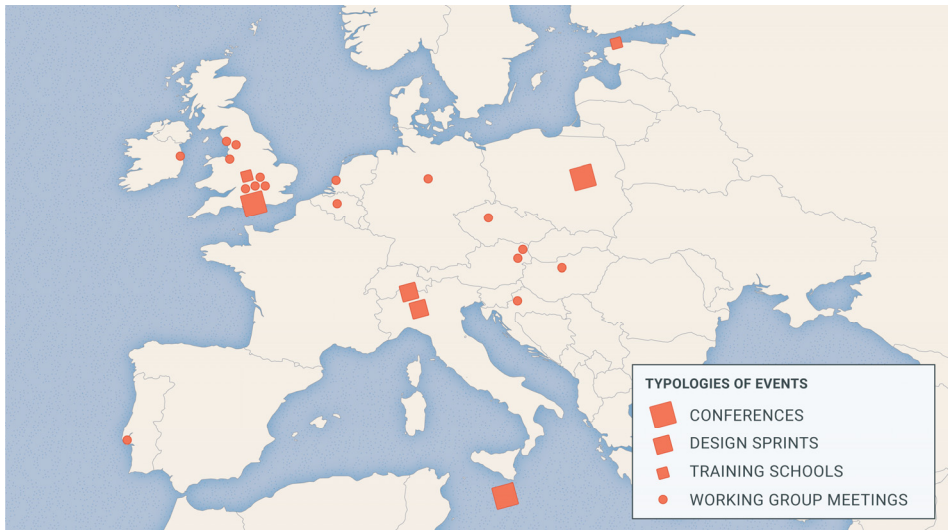 TYPOLOGIES OF EVENTS
CONFERENCES
DESIGN SPRINTS
TRAINING SCHOOLS
WORKING GROUP MEETINGS